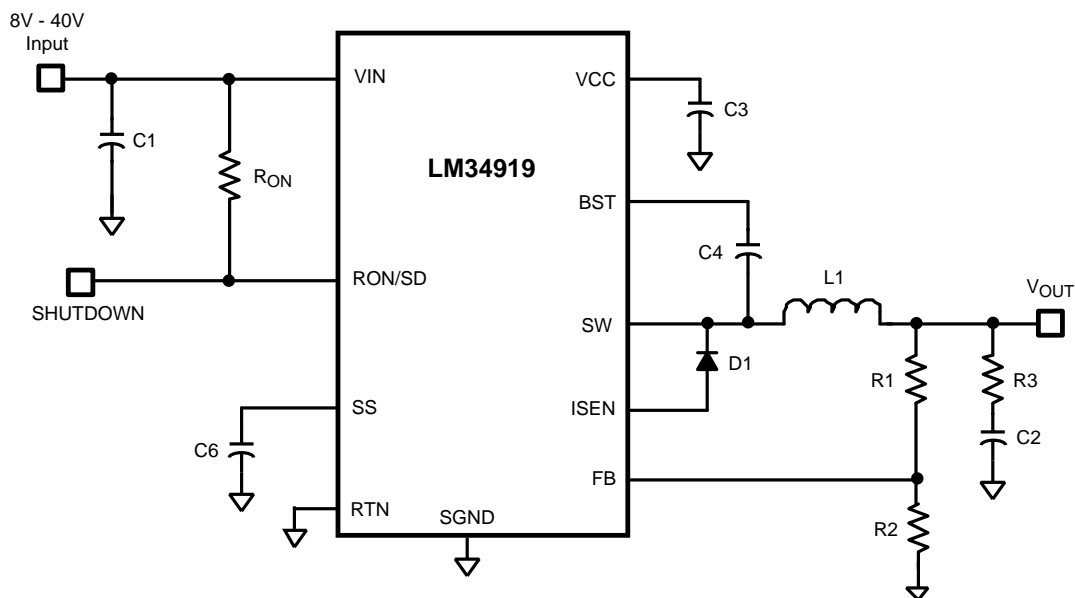 8V - 40V
Input
VIN
VCC
C3
C1
LM34919
RON
BST
C4
L1
RON/SD
VOUT
SHUTDOWN
SW
D1
R1
R3
SS
ISEN
C2
C6
FB
RTN
SGND
R2